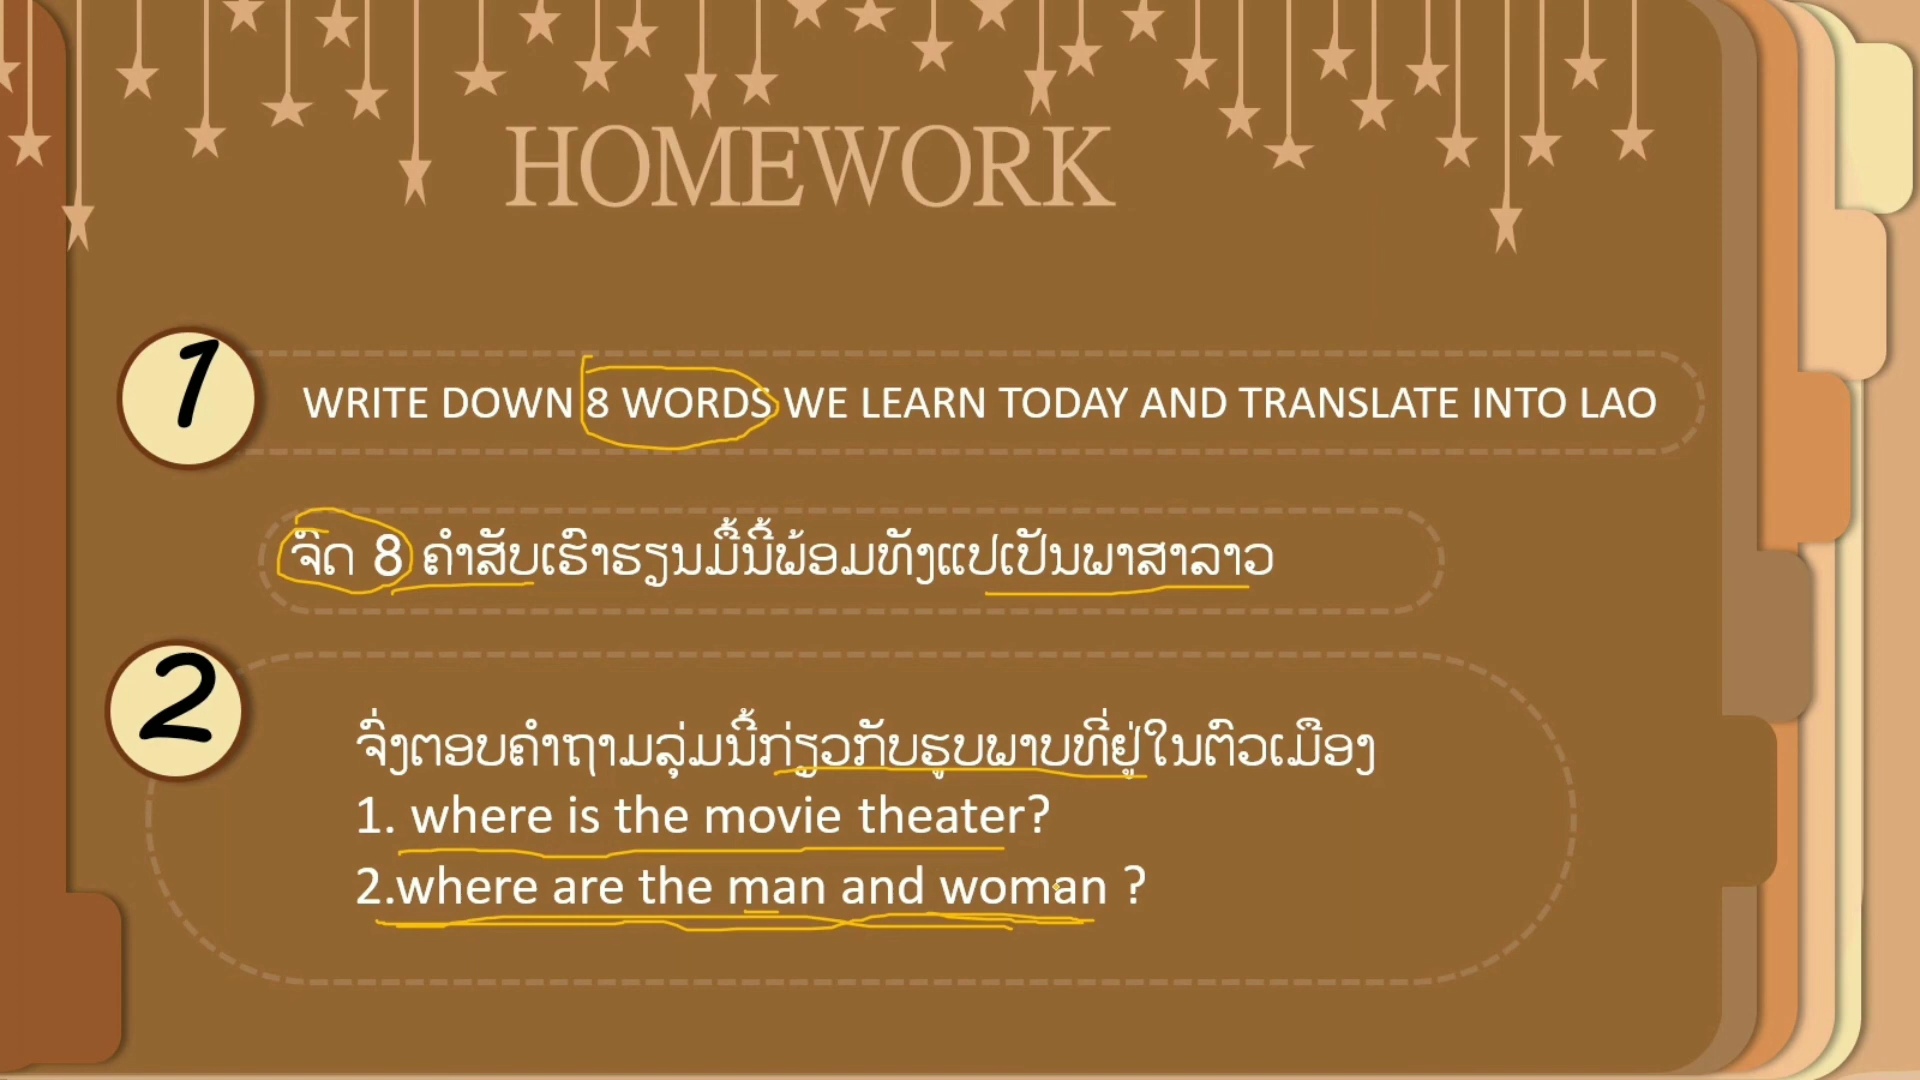 HOMEWORK
1
WRITE DOWN 8 WORDS WE LEARN TODAY AND TRANSLATE INTO LAO
ຈົດ 8 ຄຳສັບເຮົາຮຽນມື້ນີ້ພ້ອມທັງແປເປັນພາສາລາວ
2
ຈົ່ງຕອບຄຳຖາມລຸ່ມນີ້ກ່ຽວກັບຮູບພາບທີ່ຢູ່ໃນຕົວເມືອງ
1. where is the movie theater?
2.where are the man and woman ?